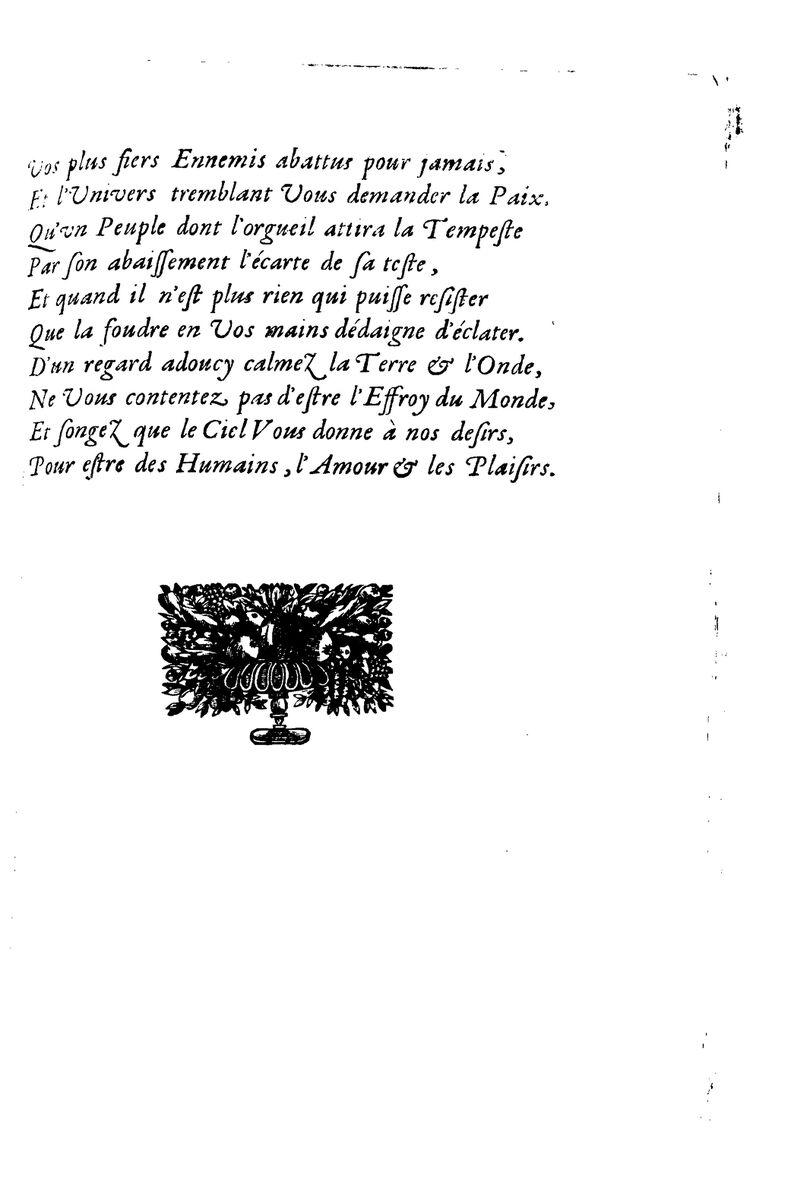 Vos plus fiers Ennemis abattus pour jamais,
Et l'Univers tremblant Vous demander la Paix,
Qu'vn Peuple dont l'orgueil attira la Tempeſte
Par ſon abaiſſement l'écarte de ſa teſte,
Et quand il n'eſt plus rien qui puiſſe reſiſter
Que la foudre en Vos mains dédaigne d'éclater.
D'un regard adoucy calmeZ la Terre & l'Onde,
Ne Vous contentez pas d'eſtre l'Effroy du Monde,
Et ſongeZ que le Ciel Vous donne à nos deſirs,
Pour eſtre des Humains, l'Amour & les Plaiſirs.